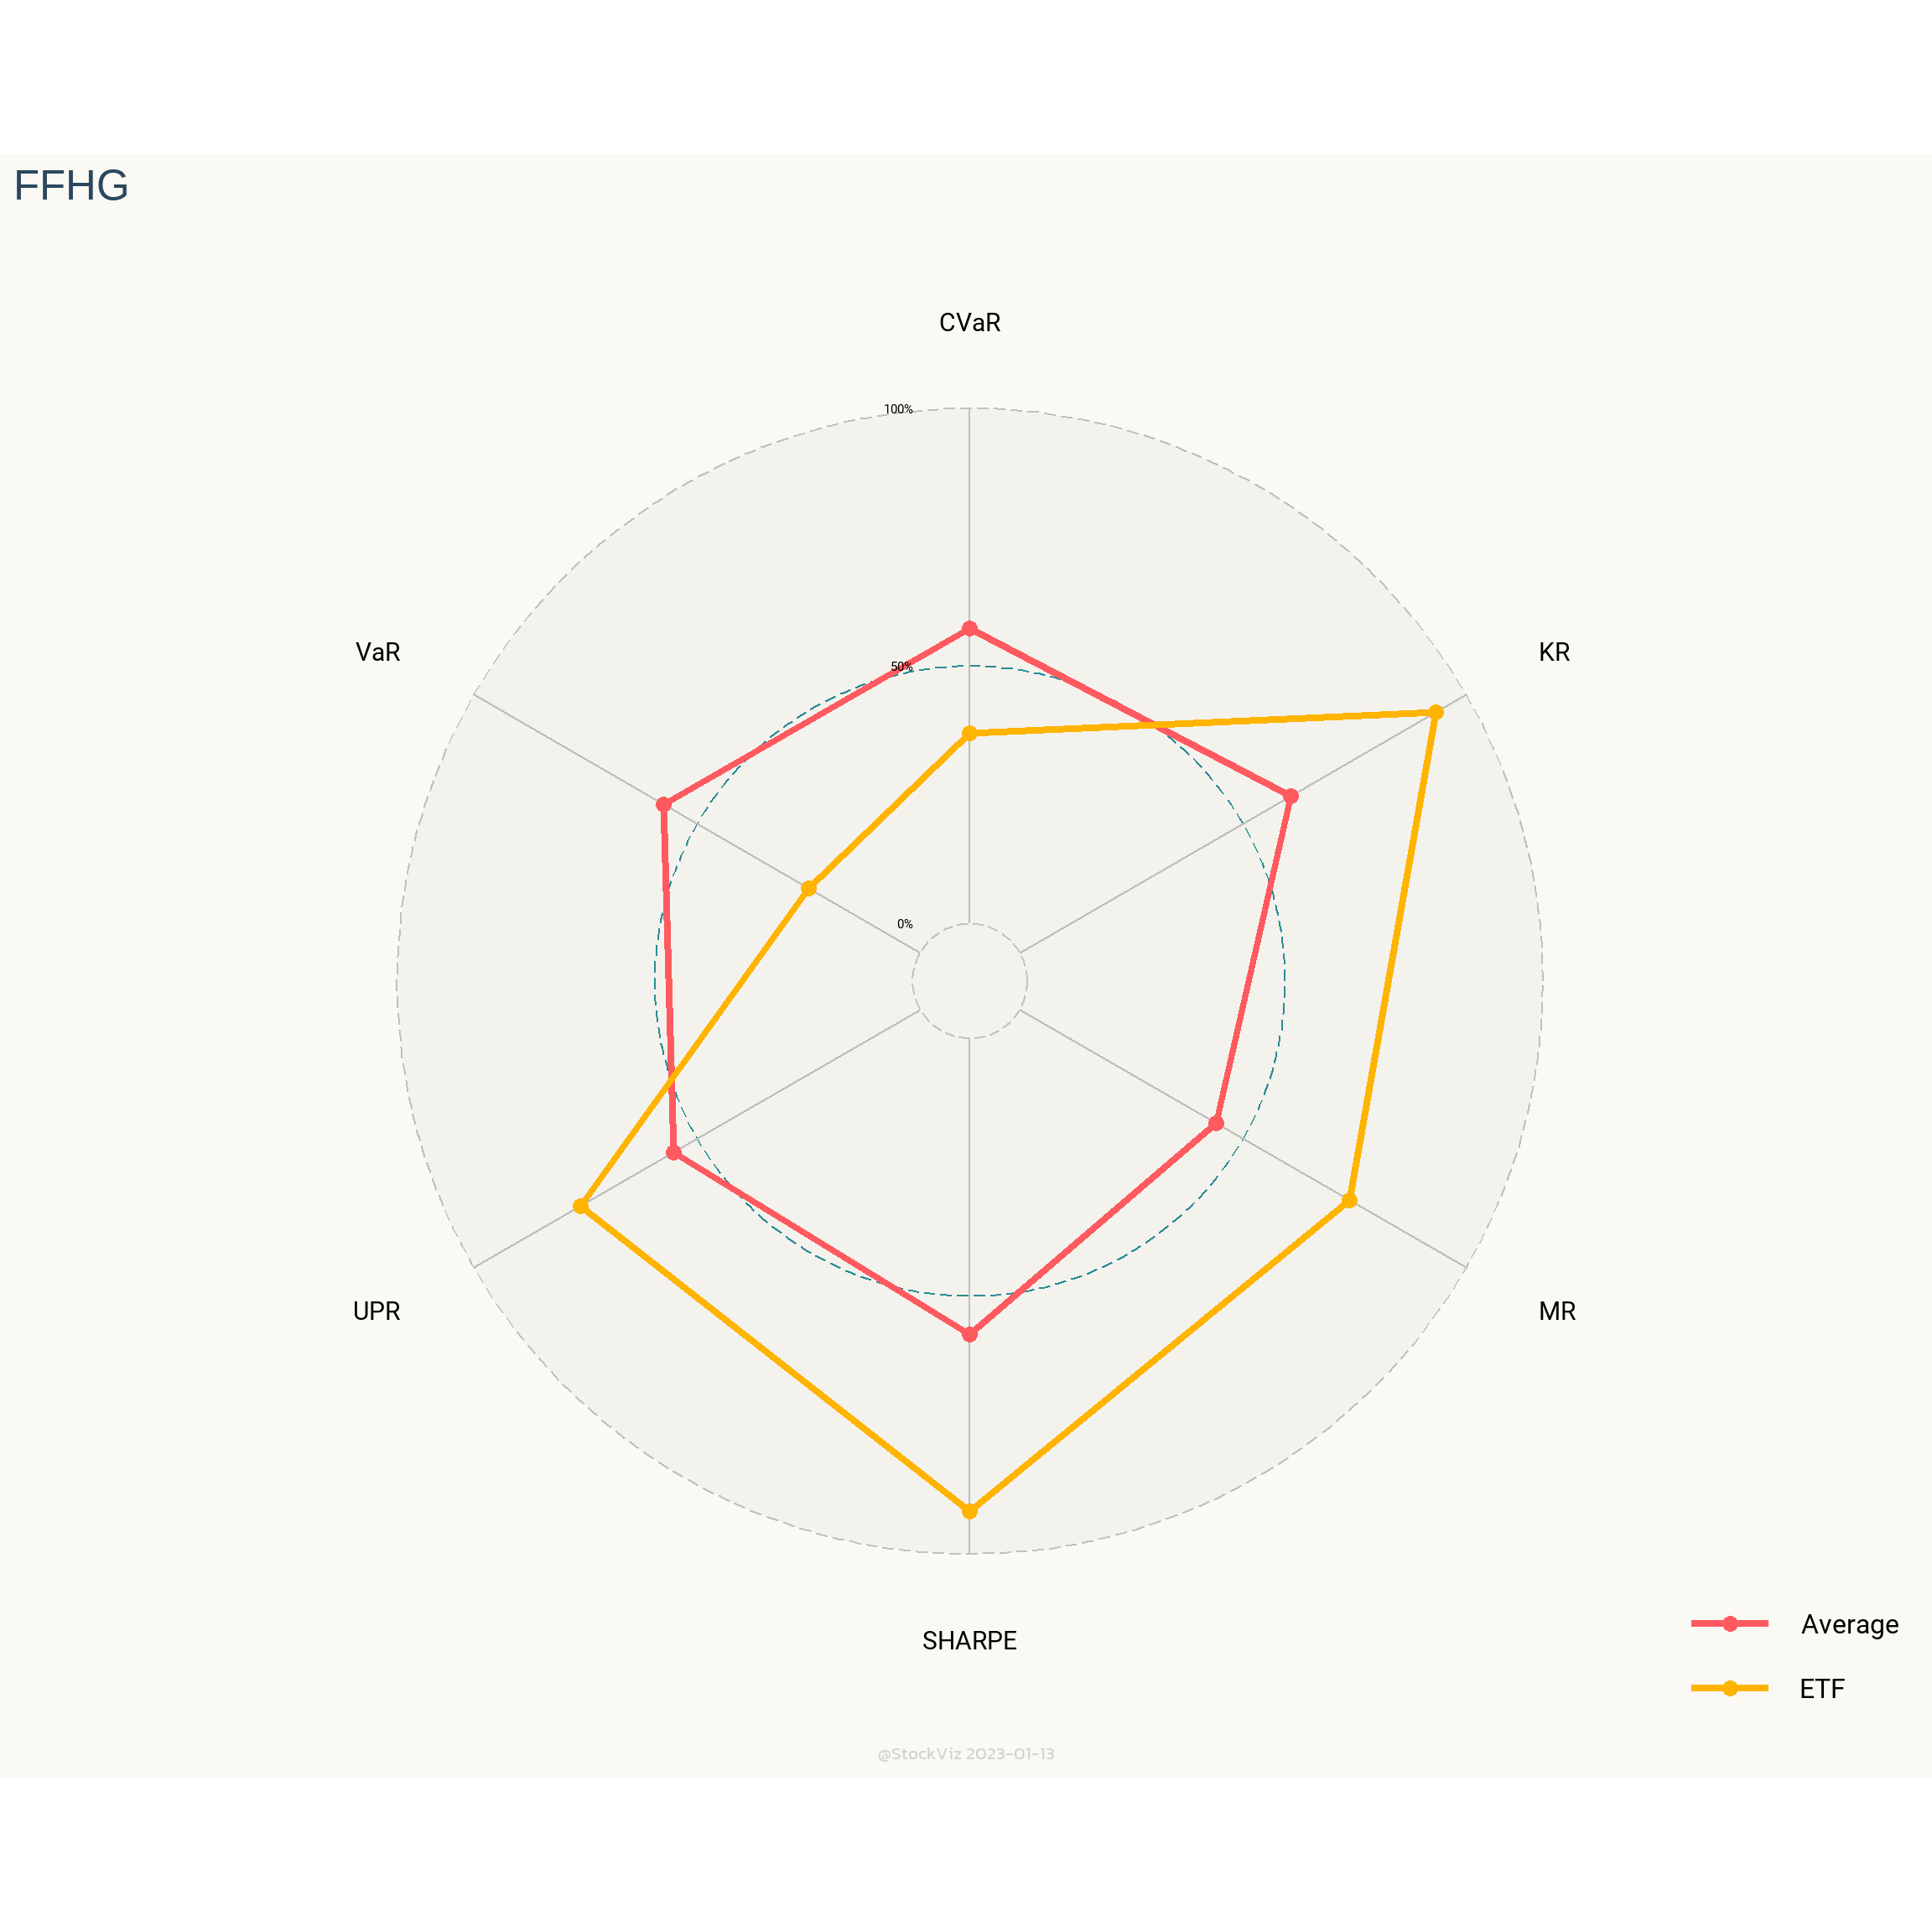 FFHG
CVaR
100%
KR
50%
VaR
0%
UPR
MR
SHARPE
Average
ETF
@StockViz 2023-01-13